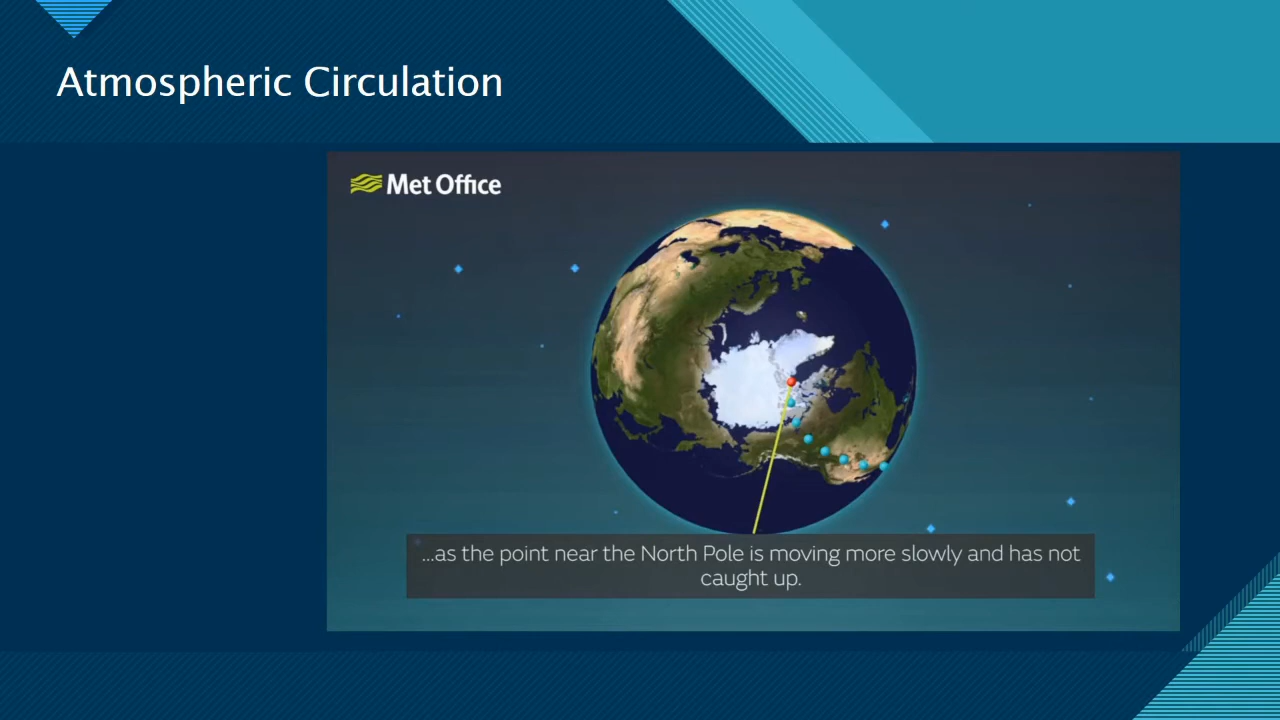 Atmospheric Circulation
Met Office
...as the point near the North Pole is moving more slowly and has not
caught up.